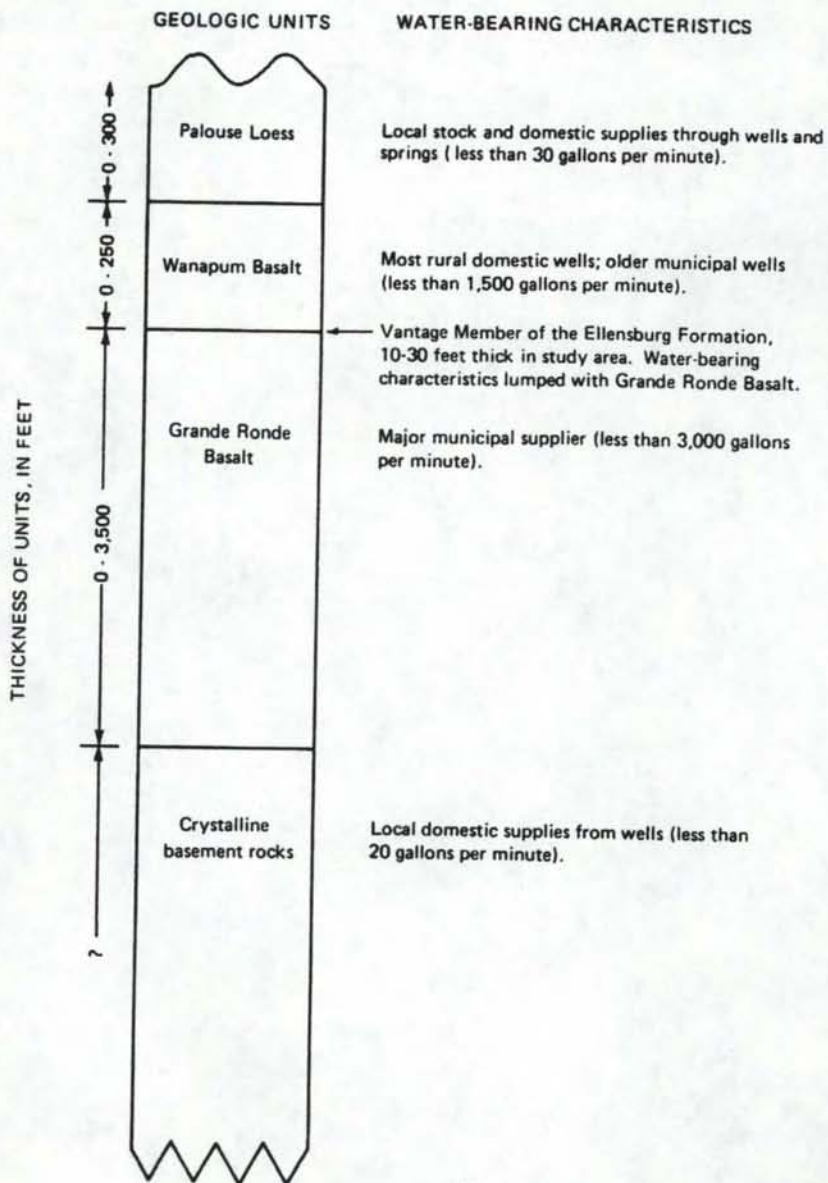 GEOLOGIC UNITS
WATER-BEARING CHARACTERISTICS
THICKNESS OF UNITS, IN FEET
0 - 300
Palouse Loess
Local stock and domestic supplies through wells and
springs ( less than 30 gallons per minute).
0 - 250
Wanapum Basalt
Most rural domestic wells; older municipal wells
(less than 1,500 gallons per minute).
Vantage Member of the Ellensburg Formation,
10-30 feet thick in study area. Water-bearing
characteristics lumped with Grande Ronde Basalt.
0 - 3,500
Grande Ronde
Basalt
Major municipal supplier (less than 3,000 gallons
per minute).
?
Crystalline
basement rocks
Local domestic supplies from wells (less than
20 gallons per minute).